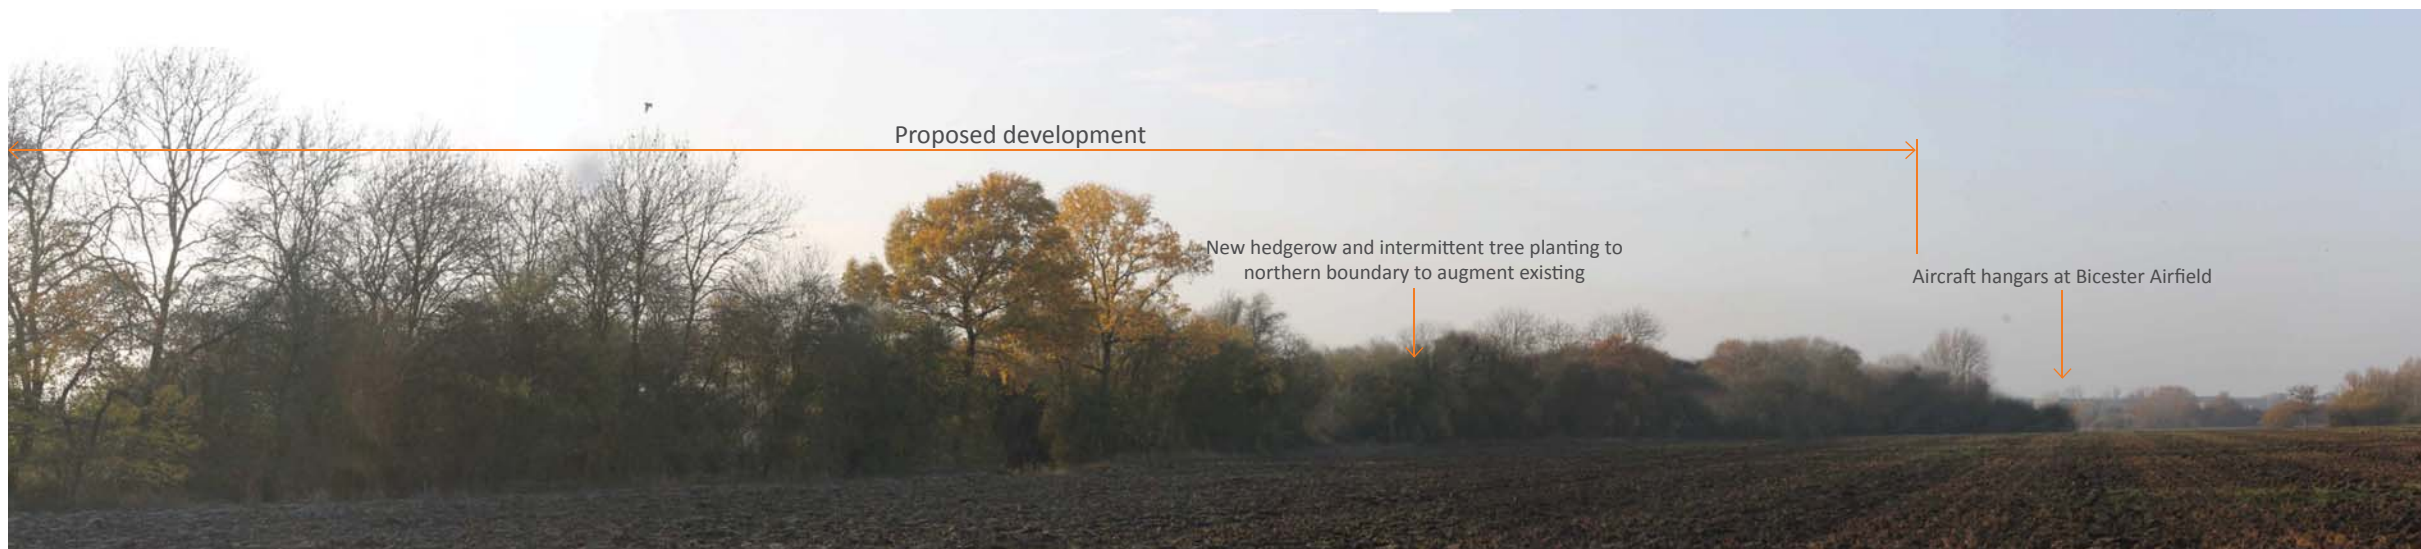 Proposed development
New hedgerow and intermittent tree planting to
northern boundary to augment existing
Aircraft hangars at Bicester Airfield